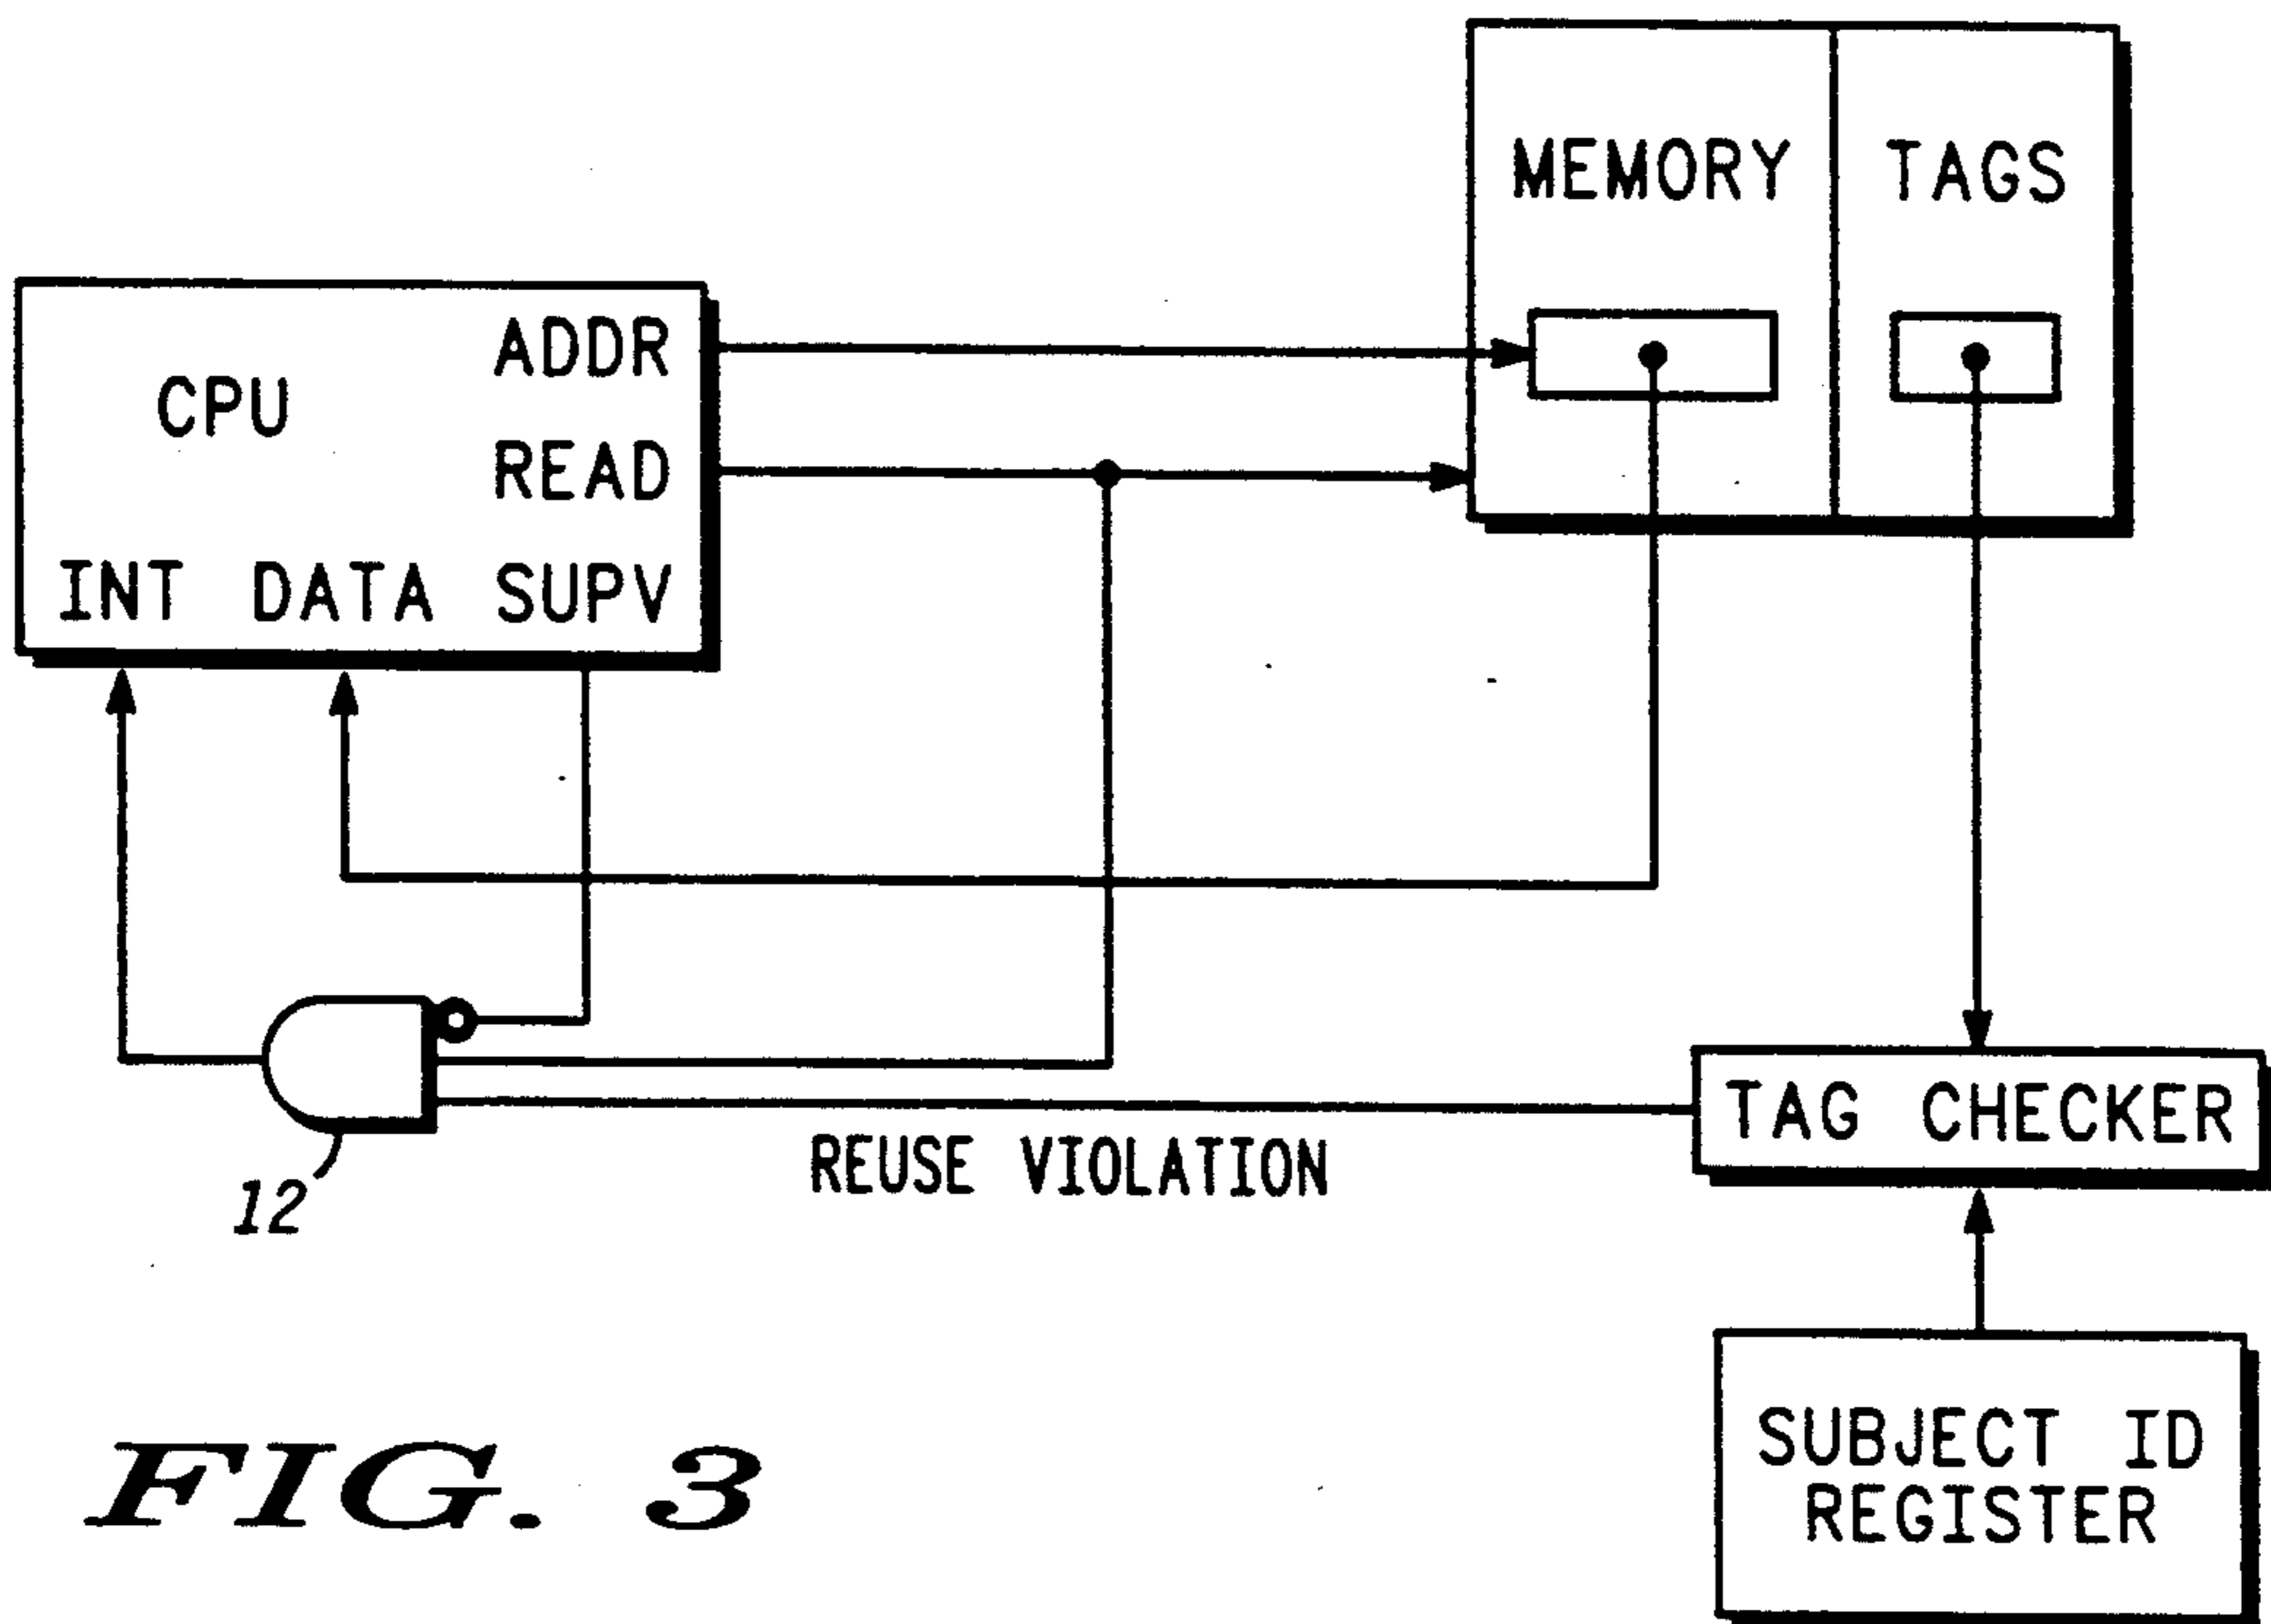 MEMORY
TAGS
CPU
ADDR
READ
INT DATA SUPV
TAG CHECKER
REUSE VIOLATION
12
SUBJECT ID
REGISTER
FIG. 3